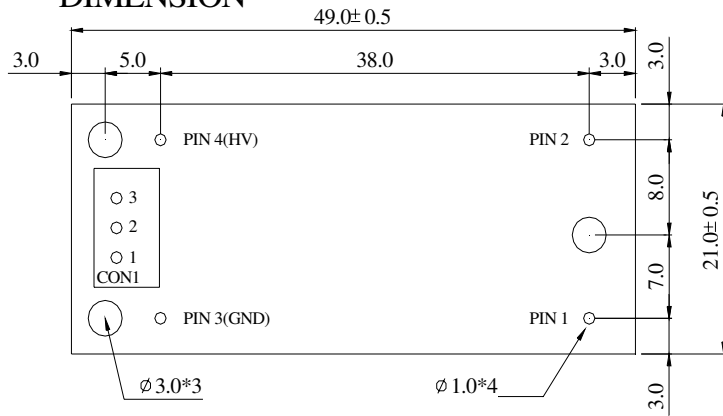 DIMENSION
49.0± 0.5
3.0
5.0
38.0
3.0
3.0
PIN 4(HV)
PIN 2
8.0
3
2
1
CON1
21.0± 0.5
7.0
PIN 3(GND)
PIN 1
ϕ 3.0*3
ϕ 1.0*4
3.0